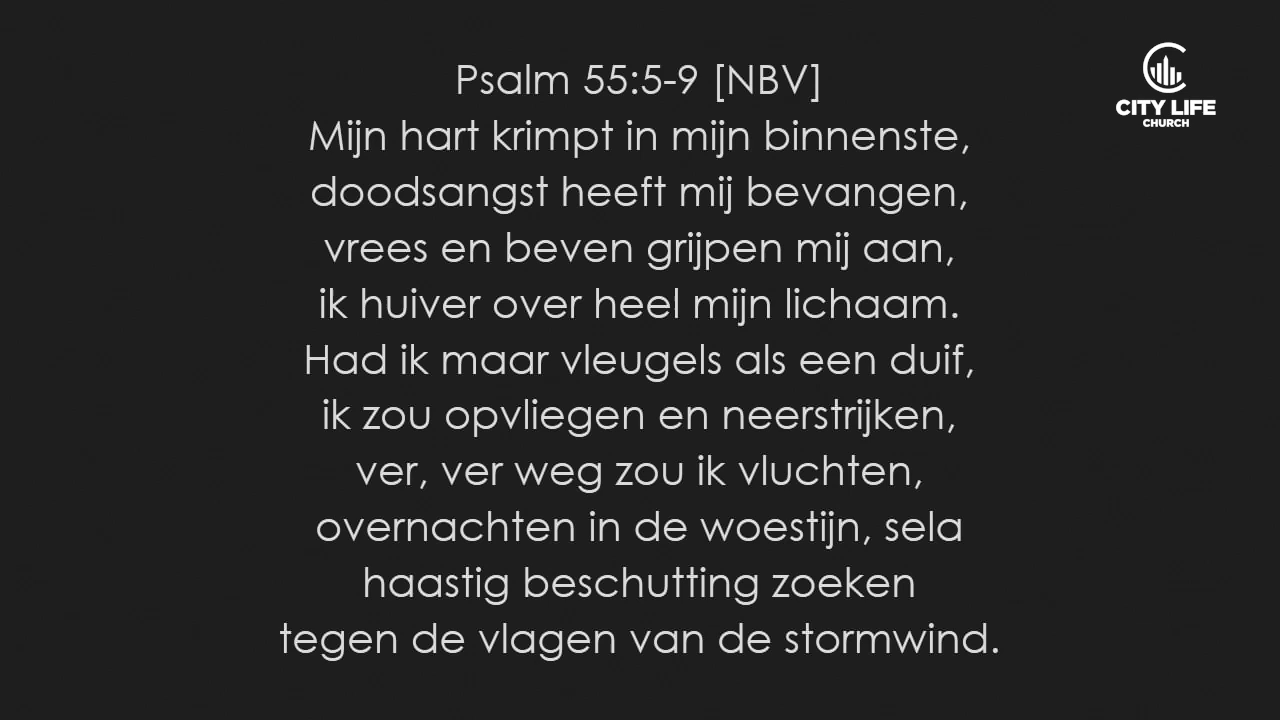 Psalm 55:5-9 [NBV]
Mijn hart krimpt in mijn binnenste,
doodsangst heeft mij bevangen,
vrees en beven grijpen mij aan,
ik huiver over heel mijn lichaam.
Had ik maar vleugels als een duif,
ik zou opvliegen en neerstrijken,
ver, ver weg zou ik vluchten,
overnachten in de woestijn, sela
haastig beschutting zoeken
tegen de vlagen van de stormwind.
CITY LIFE
CHURCH